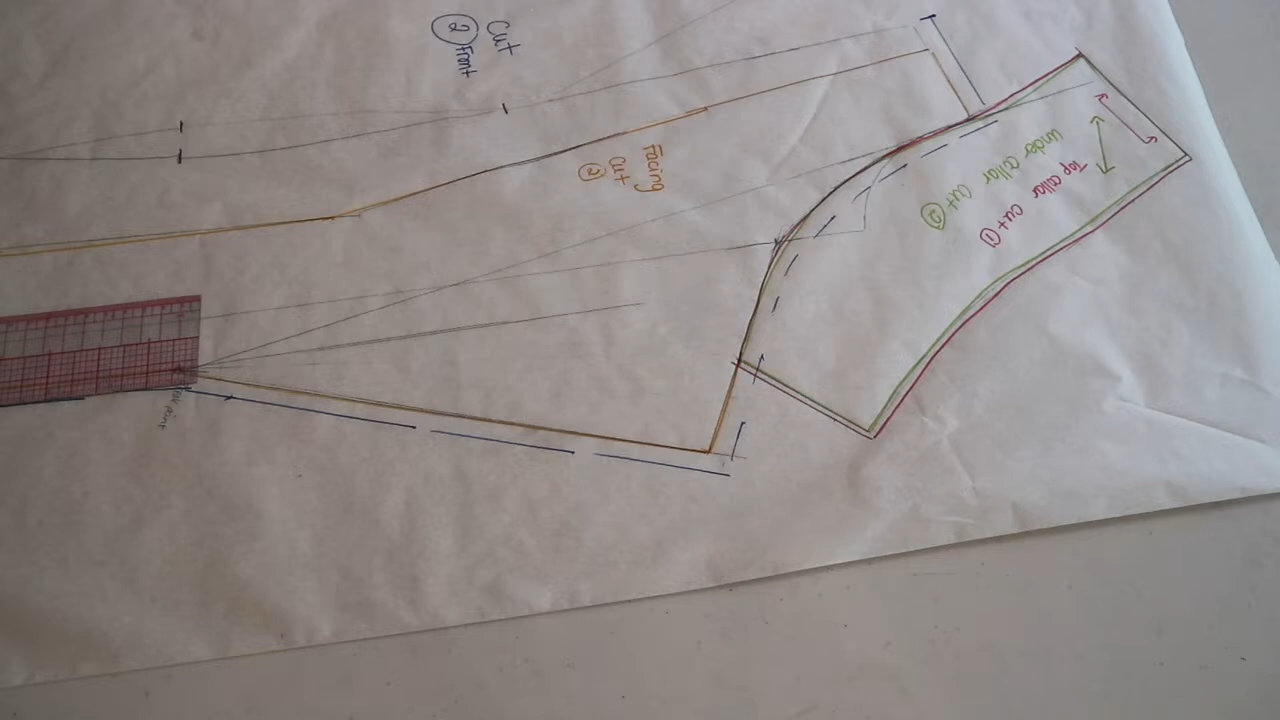 Cut
② Front
Facing
cut
②
under collar cut ②
Top collar cut ①